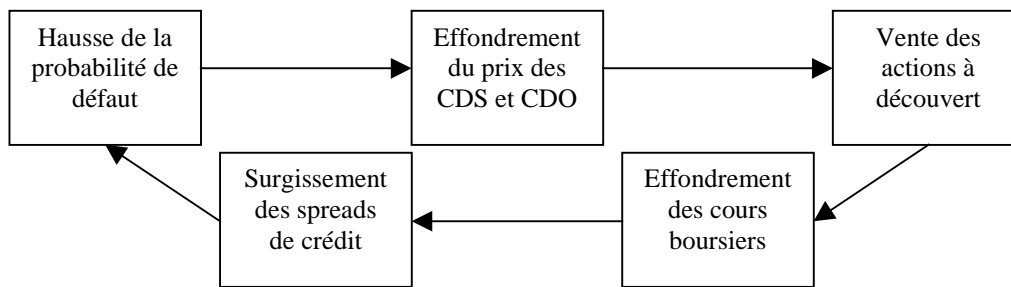 Hausse de la
probabilité de
défaut
Effondrement
du prix des
CDS et CDO
Vente des
actions à
découvert
Effondrement
des cours
boursiers
Surgissement
des spreads
de crédit